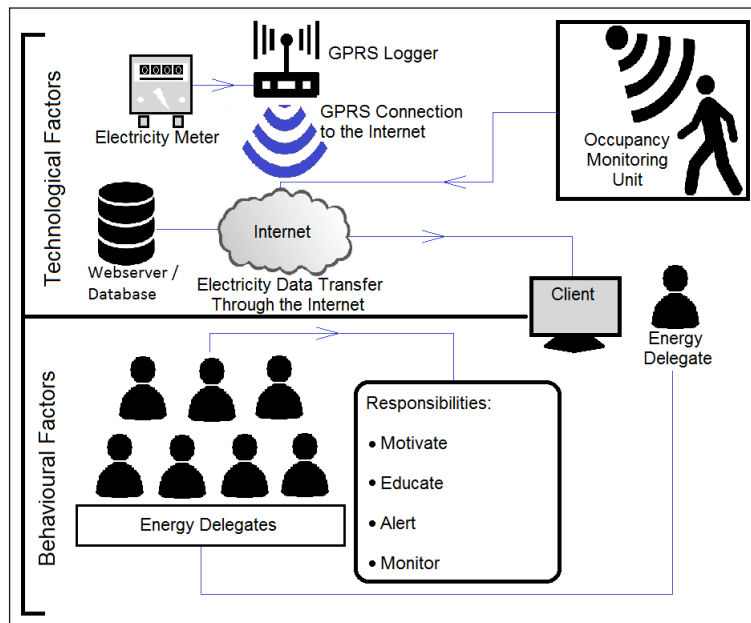 Technological Factors
GPRS Logger
0000
Electricity Meter
GPRS Connection
to the Internet
Occupancy
Monitoring
Unit
Internet
Webserver /
Database
Electricity Data Transfer
Through the Internet
Client
Energy
Delegate
Behavioural Factors
Energy Delegates
Responsibilities:
• Motivate
• Educate
• Alert
• Monitor